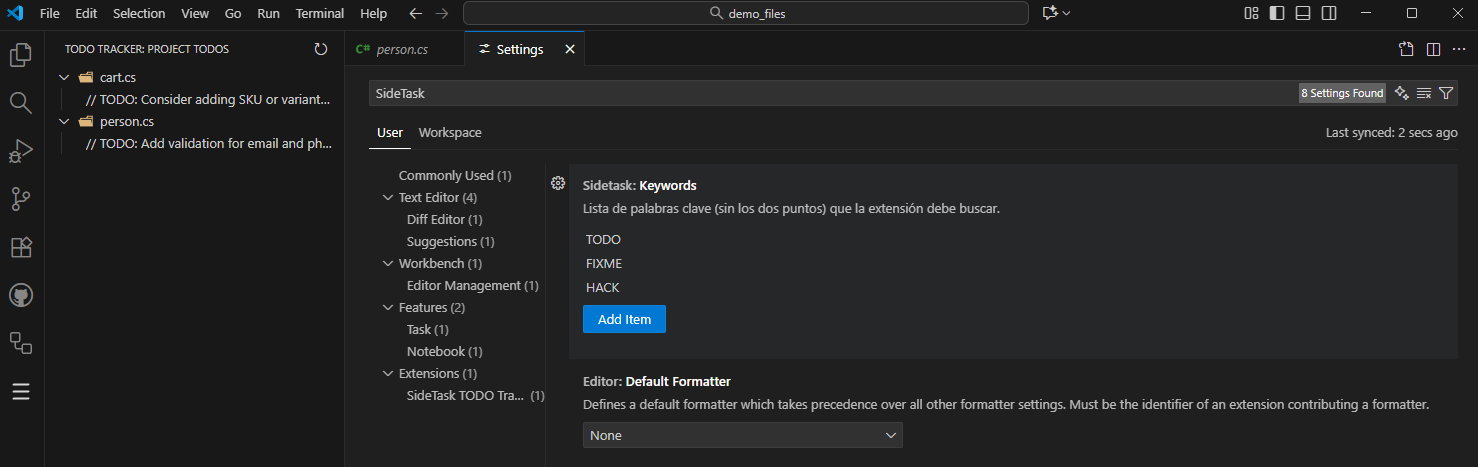 File Edit Selection View Go Run Terminal Help demo_files
TODO TRACKER: PROJECT TODOS
cart.cs
// TODO: Consider adding SKU or variant...
person.cs
// TODO: Add validation for email and ph...
C# person.cs
Settings
SideTask
8 Settings Found
User Workspace
Last synced: 2 secs ago
Commonly Used (1)
Text Editor (4)
Diff Editor (1)
Suggestions (1)
Workbench (1)
Editor Management (1)
Features (2)
Task (1)
Notebook (1)
Extensions (1)
SideTask TODO Tra... (1)
Sidetask: Keywords
Lista de palabras clave (sin los dos puntos) que la extensión debe buscar.
TODO
FIXME
HACK
Add Item
Editor: Default Formatter
Defines a default formatter which takes precedence over all other formatter settings. Must be the identifier of an extension contributing a formatter.
None